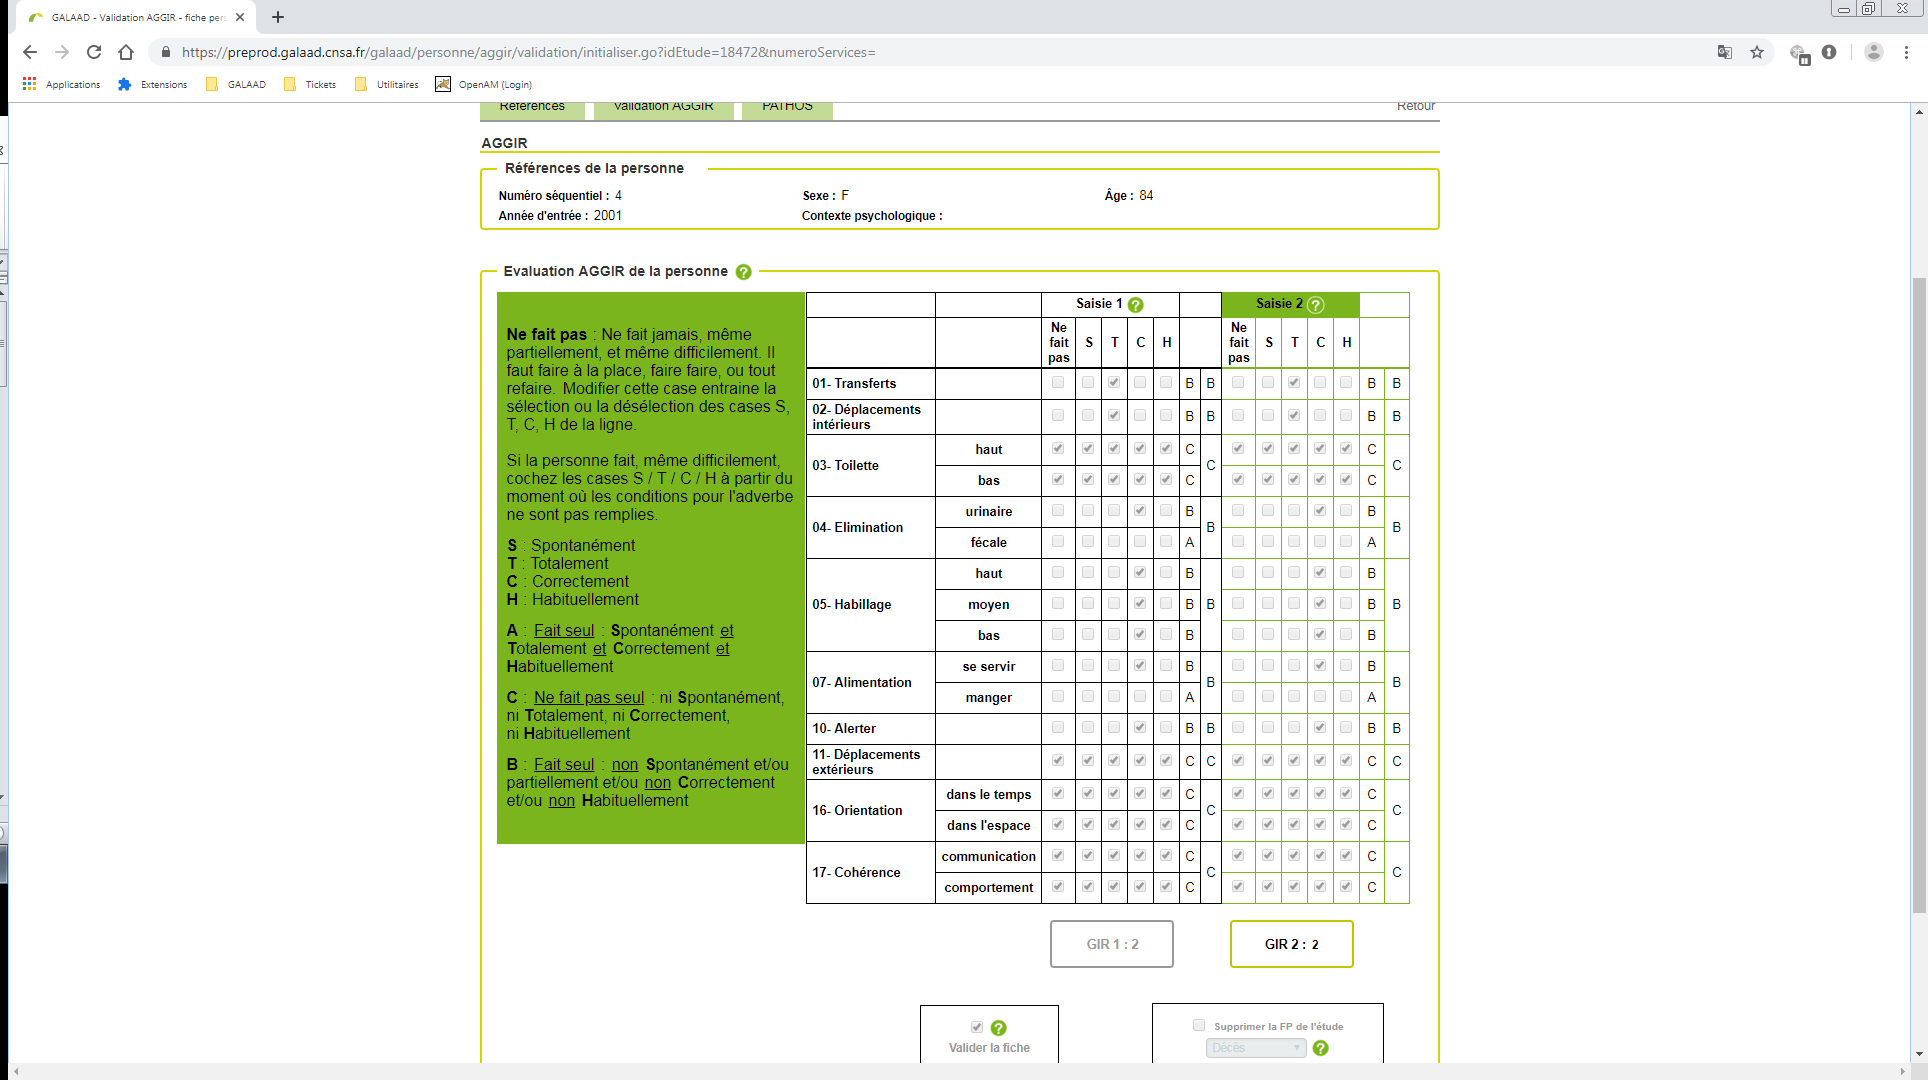 GALAAD - Validation AGGIR - fiche pers
https://preprod.galaad.cnsa.fr/galaad/personne/aggir/validation/initialiser.go?idEtude=18472&numeroServices=
Applications Extensions GALAAD Tickets Utilitaires OpenAM (Login)
Références Validation AGGIR PATHOS Retour
AGGIR
Références de la personne
Numéro séquentiel : 4 Sexe : F Âge : 84
Année d'entrée : 2001 Contexte psychologique :
Evaluation AGGIR de la personne ?
Ne fait pas : Ne fait jamais, même
partiellement, et même difficilement. Il
faut faire à la place, faire faire, ou tout
refaire. Modifier cette case entraine la
sélection ou la désélection des cases S,
T, C, H de la ligne.
Si la personne fait, même difficilement,
cochez les cases S / T / C / H à partir du
moment où les conditions pour l'adverbe
ne sont pas remplies.
S : Spontanément
T : Totalement
C : Correctement
H : Habituellement
A : Fait seul : Spontanément et
Totalement et Correctement et
Habituellement
C : Ne fait pas seul : ni Spontanément,
ni Totalement, ni Correctement,
ni Habituellement
B : Fait seul : non Spontanément et/ou
partiellement et/ou non Correctement
et/ou non Habituellement
Saisie 1 ? Saisie 2 ?
Ne fait pas S T C H Ne fait pas S T C H
01- Transferts B B B B
02- Déplacements intérieurs B B B B
03- Toilette haut C C C C
bas C C
04- Elimination urinaire B B B B
fécale A A
05- Habillage haut B B
moyen B B B B
bas B B
07- Alimentation se servir B B B B
manger A A
10- Alerter B B B B
11- Déplacements extérieurs C C C C
16- Orientation dans le temps C C C C
dans l'espace C C
17- Cohérence communication C C C C
comportement C C
GIR 1 : 2 GIR 2 : 2
? Valider la fiche
Supprimer la FP de l'étude
Décès ?